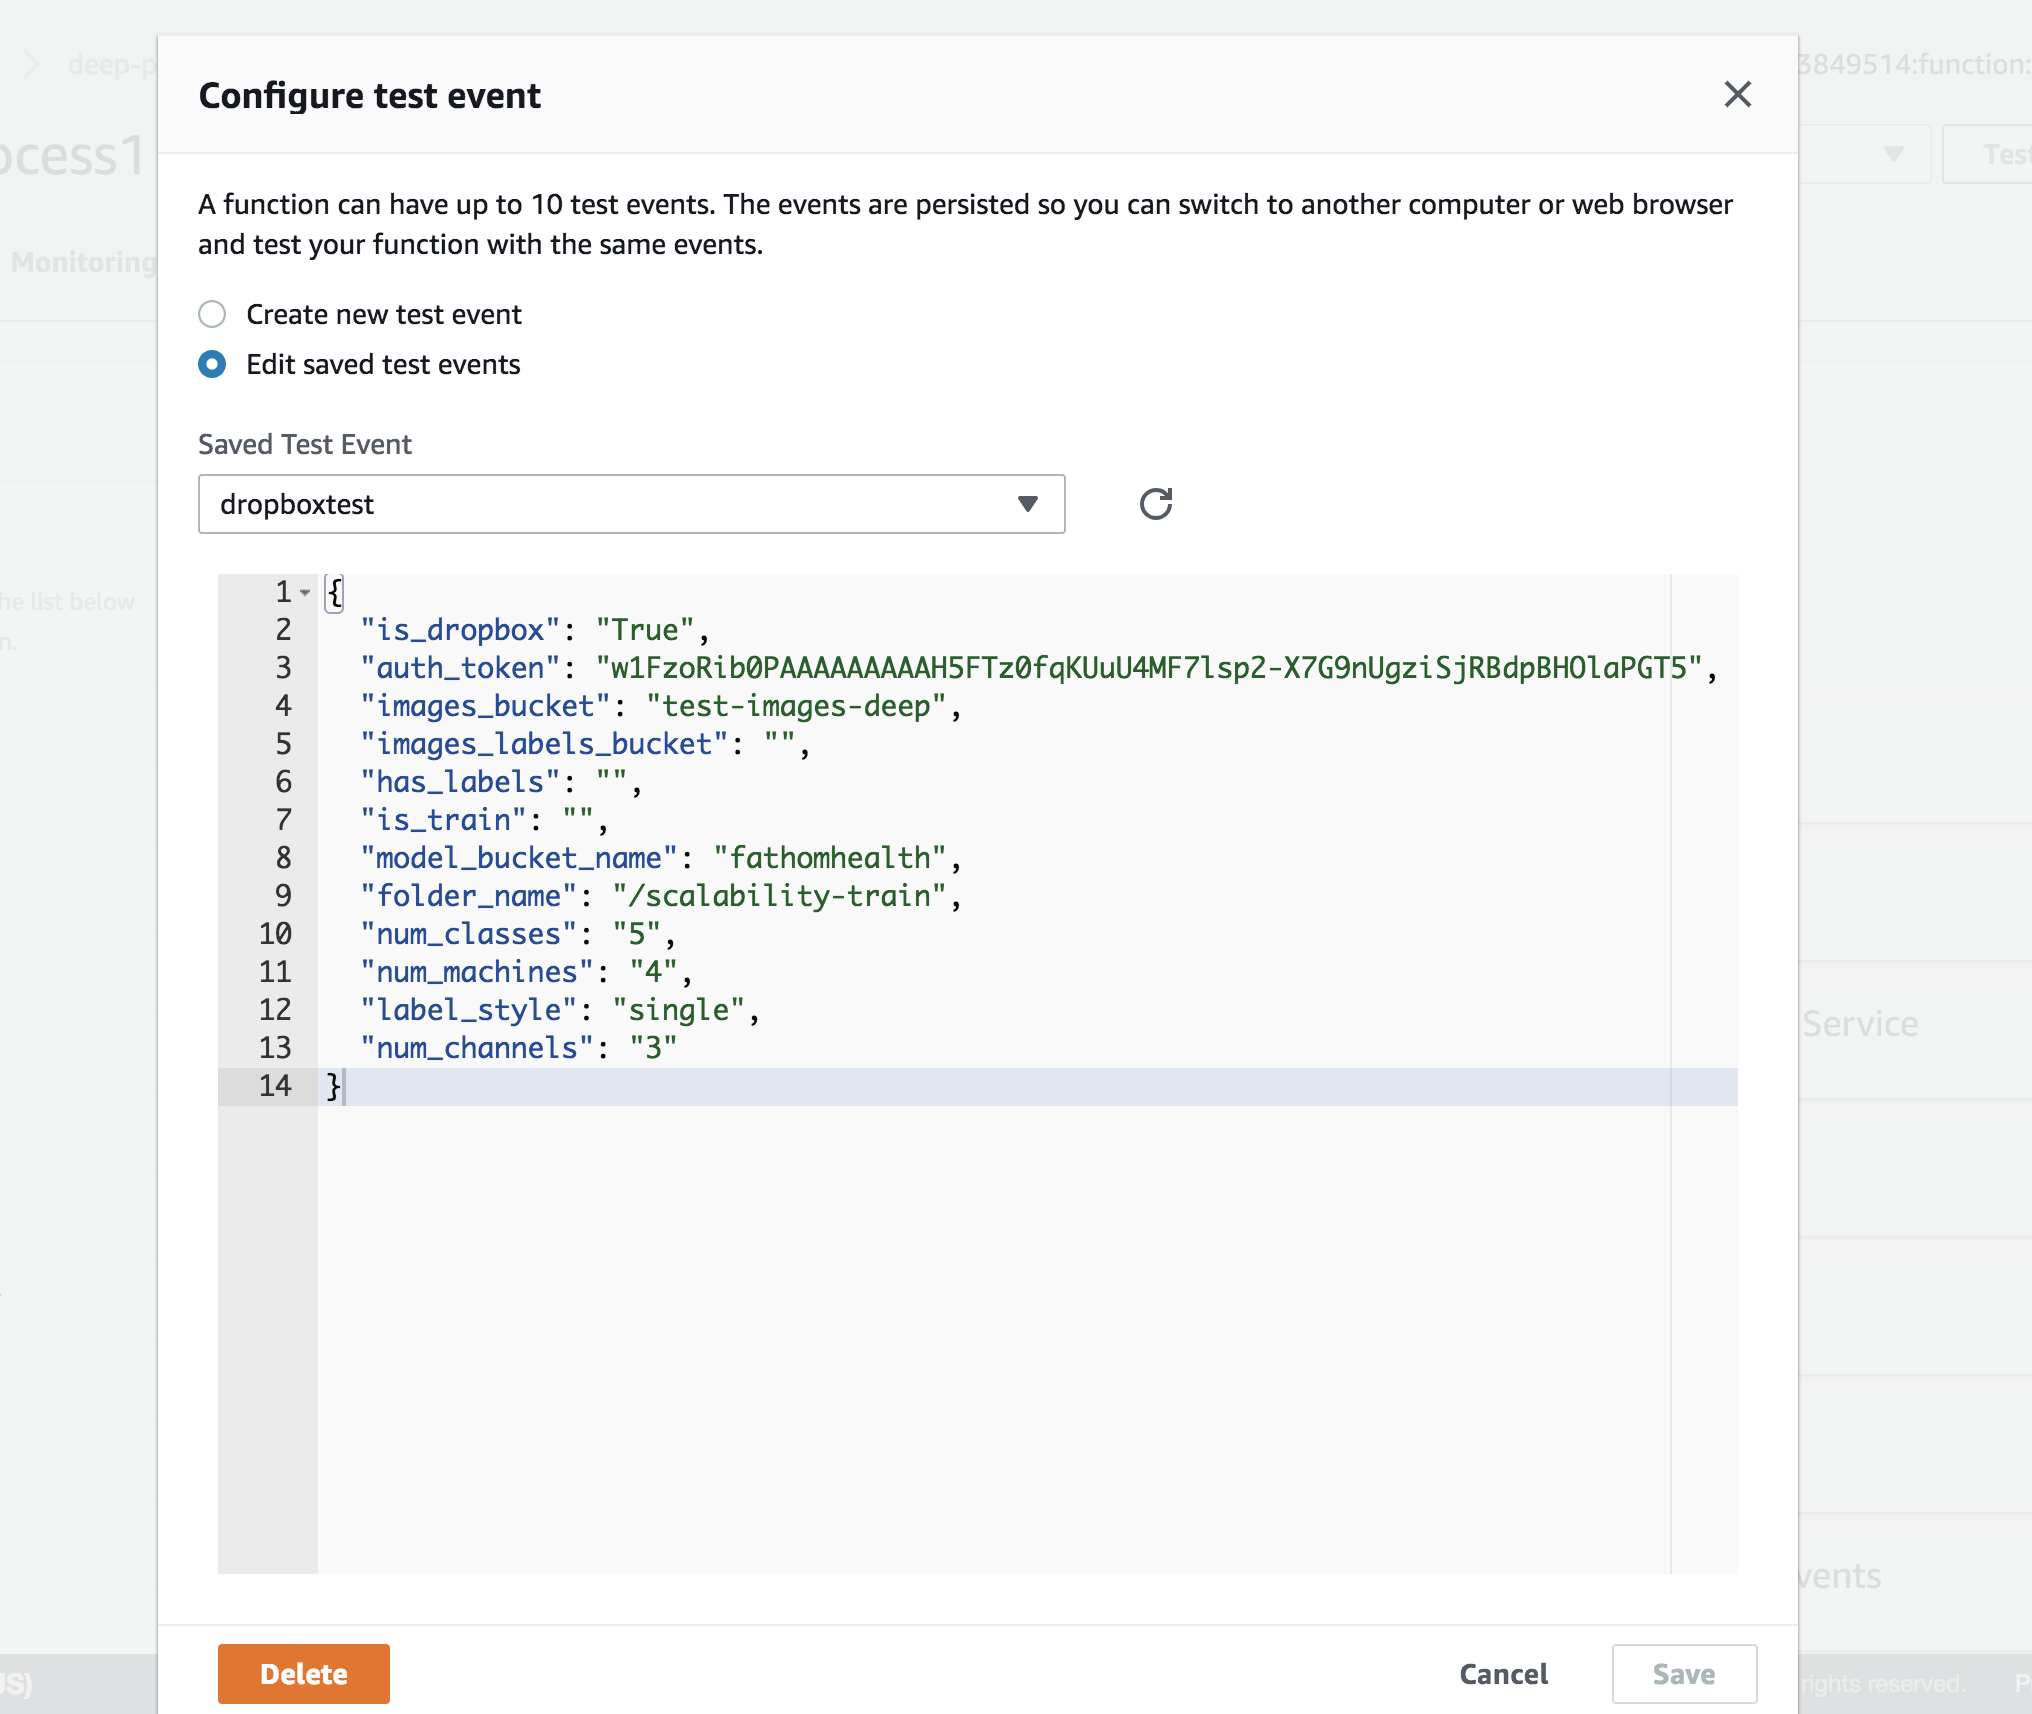 deep-p
3849514:function:
Configure test event
ocess1
Test
A function can have up to 10 test events. The events are persisted so you can switch to another computer or web browser
and test your function with the same events.
Monitoring
Create new test event
Edit saved test events
Saved Test Event
dropboxtest
he list below
n.
1 {
2 "is_dropbox": "True",
3 "auth_token": "w1FzoRib0PAAAAAAAAAH5FTz0fqKUuU4MF7lsp2-X7G9nUgziSjRBdpBHOlaPGT5",
4 "images_bucket": "test-images-deep",
5 "images_labels_bucket": "",
6 "has_labels": "",
7 "is_train": "",
8 "model_bucket_name": "fathomhealth",
9 "folder_name": "/scalability-train",
10 "num_classes": "5",
11 "num_machines": "4",
12 "label_style": "single",
13 "num_channels": "3"
14 }
Service
vents
Delete
Cancel
Save
US)
rights reserved.
P